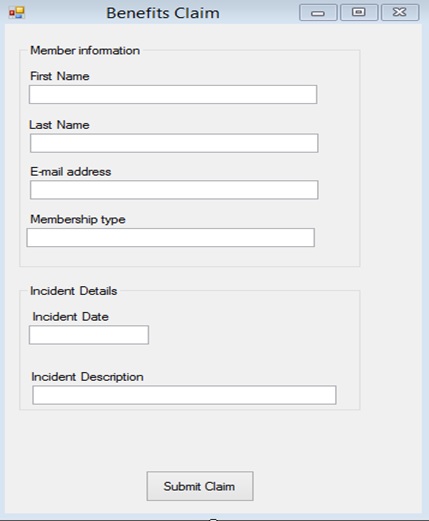 Benefits Claim
Member information
First Name
Last Name
E-mail address
Membership type
Incident Details
Incident Date
Incident Description
Submit Claim